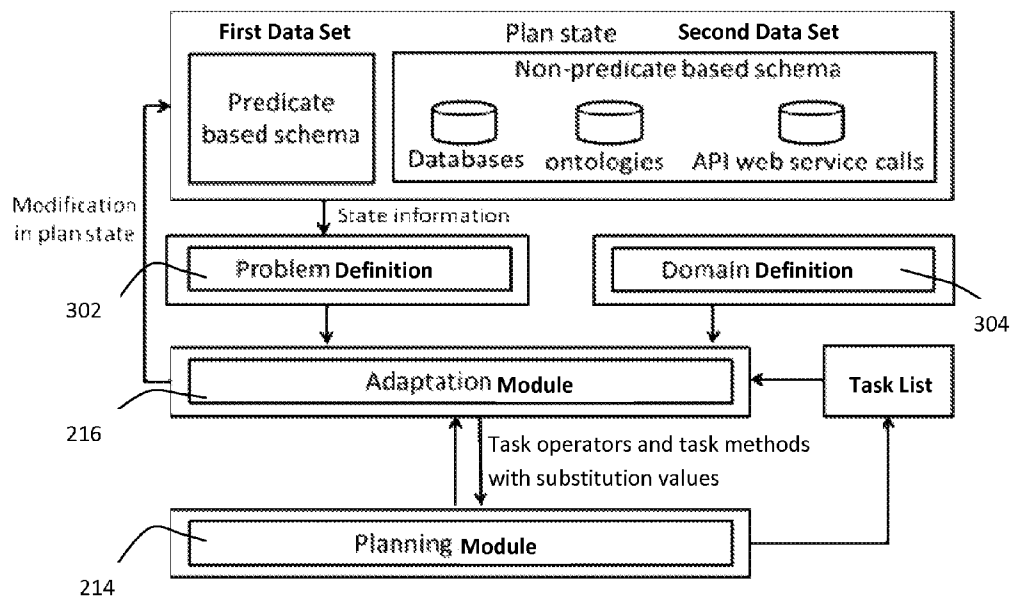 First Data Set
Plan state
Second Data Set
Predicate
based schema
Non-predicate based schema
Databases
ontologies
API web service calls
Modification
in plan state
State information
Problem Definition
Domain Definition
302
304
Adaptation Module
Task List
216
Task operators and task methods
with substitution values
Planning Module
214